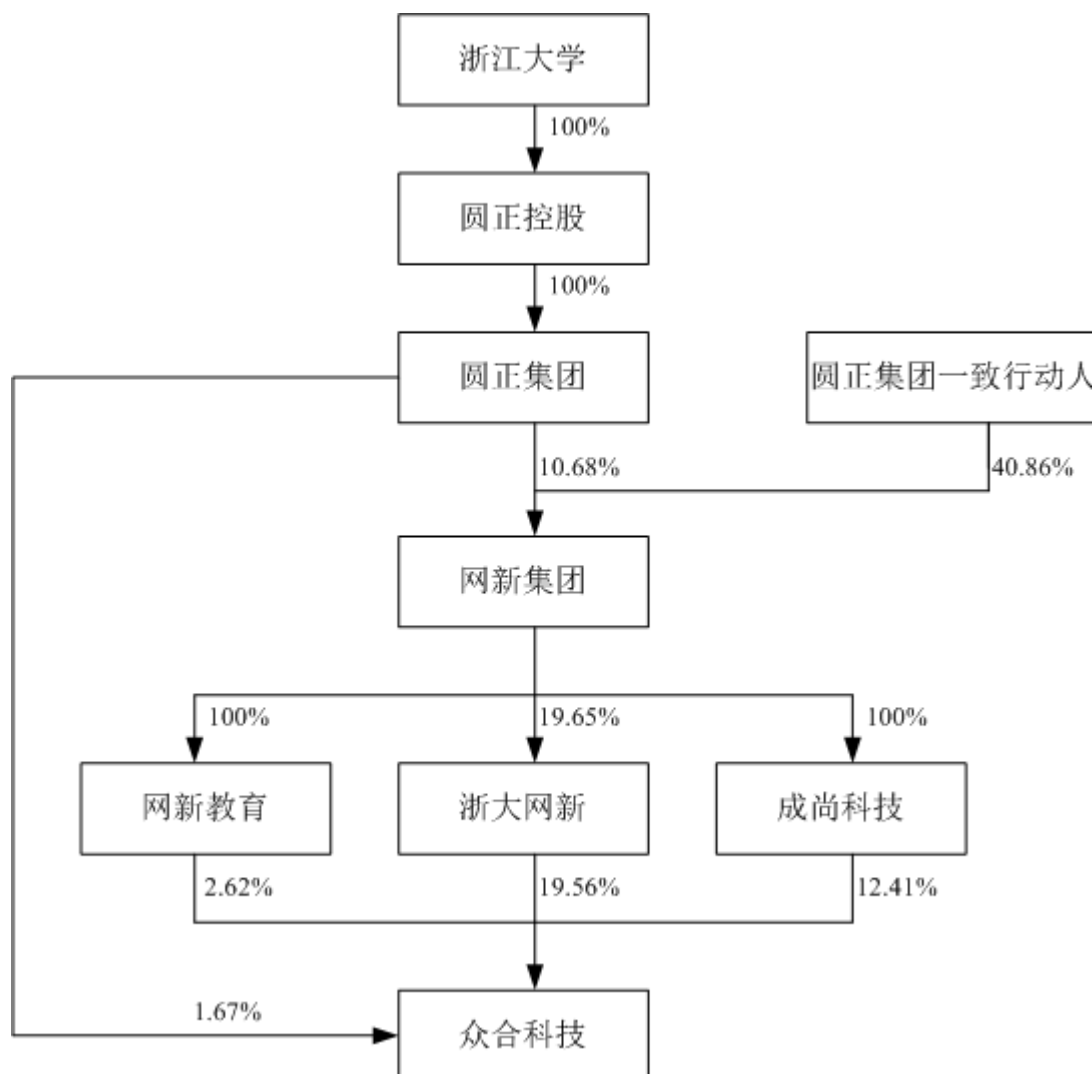 浙江大学
100%
圆正控股
100%
圆正集团
圆正集团一致行动人
10.68%
40.86%
网新集团
100%
19.65%
100%
网新教育
浙大网新
成尚科技
2.62%
19.56%
12.41%
1.67%
众合科技